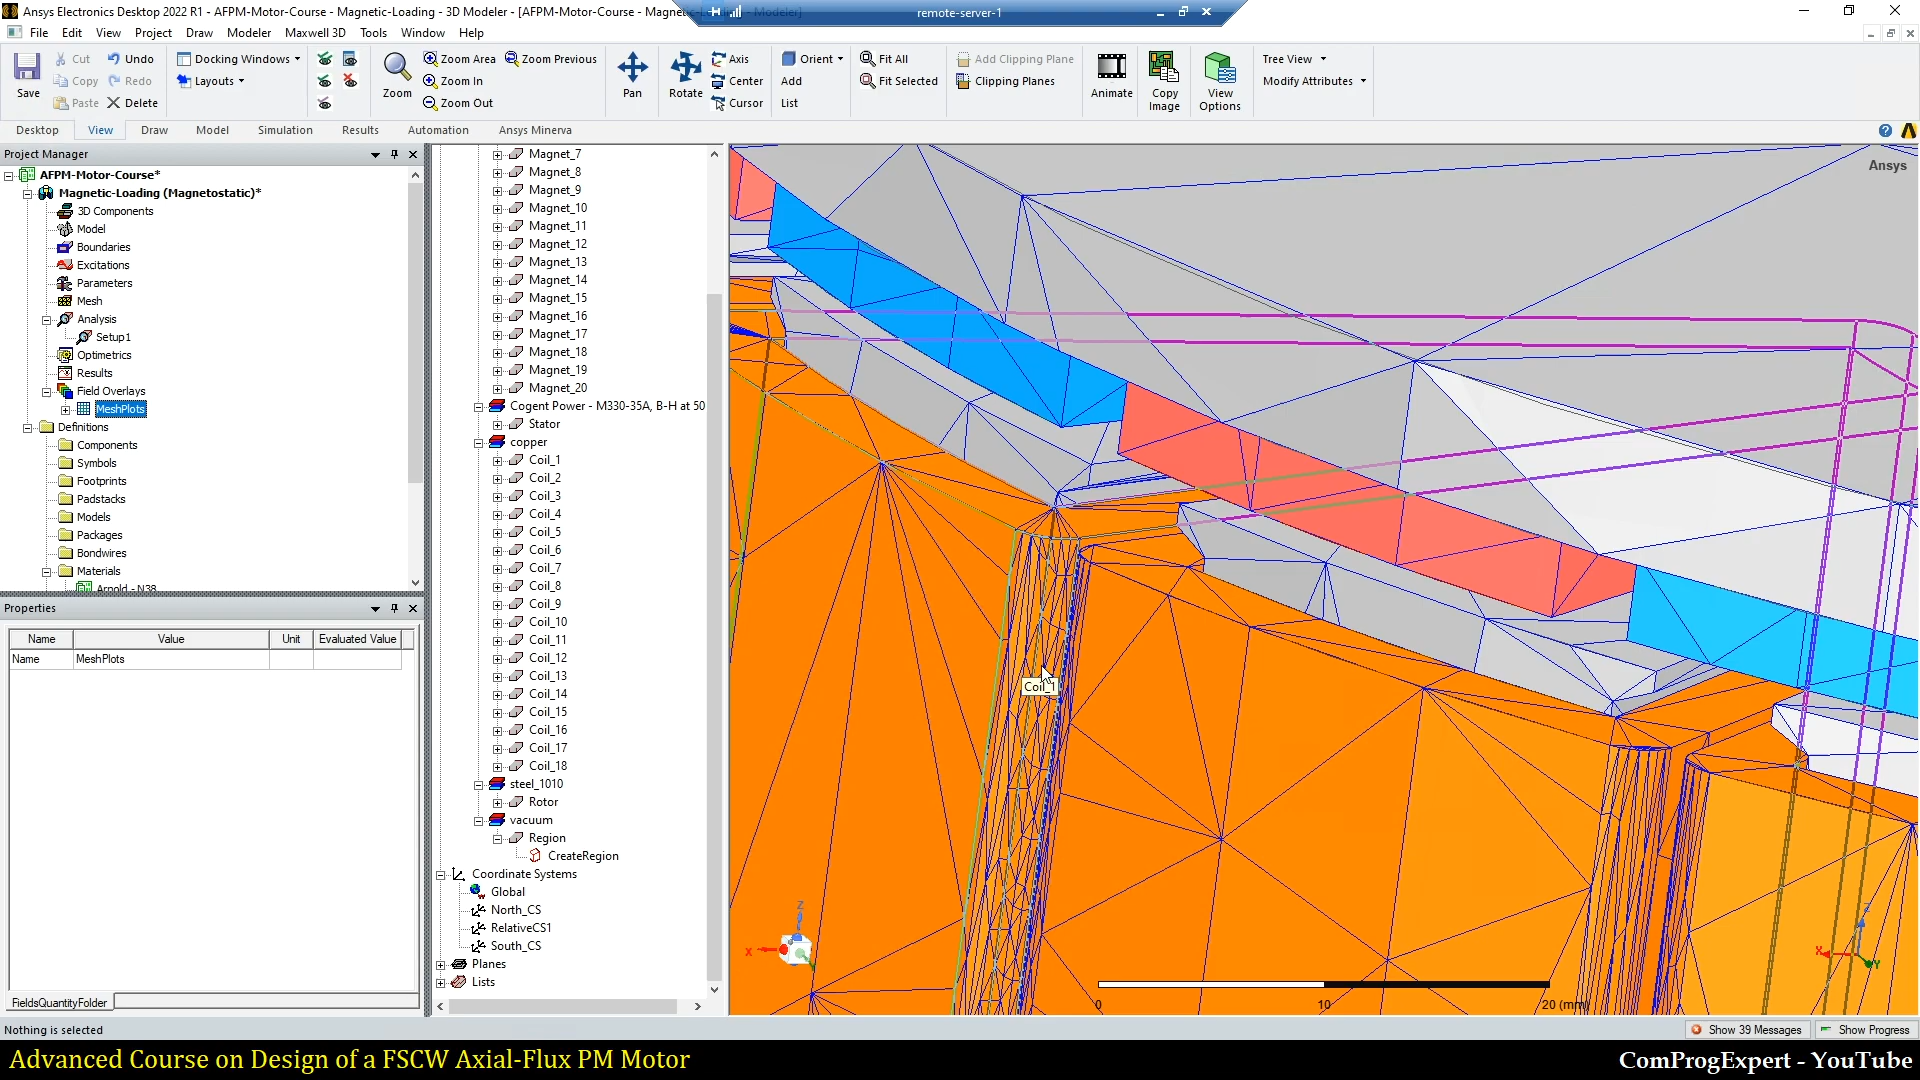 Ansys Electronics Desktop 2022 R1 - AFPM-Motor-Course - Magnetic-Loading - 3D Modeler - [AFPM-Motor-Course - Magnetic-Loading - 3D Modeler]
remote-server-1
File Edit View Project Draw Modeler Maxwell 3D Tools Window Help
Save
Cut
Copy
Paste
Undo
Redo
Delete
Docking Windows
Layouts
Zoom
Zoom Area
Zoom In
Zoom Out
Zoom Previous
Pan
Rotate
Axis
Center
Cursor
Orient
Add
List
Fit All
Fit Selected
Add Clipping Plane
Clipping Planes
Animate
Copy Image
View Options
Tree View
Modify Attributes
Desktop View Draw Model Simulation Results Automation Ansys Minerva
Project Manager
AFPM-Motor-Course*
Magnetic-Loading (Magnetostatic)*
3D Components
Model
Boundaries
Excitations
Parameters
Mesh
Analysis
Setup1
Optimetrics
Results
Field Overlays
MeshPlots
Definitions
Components
Symbols
Footprints
Padstacks
Models
Packages
Bondwires
Materials
Arnold - N38
Properties
Name Value Unit Evaluated Value
Name MeshPlots
FieldsQuantityFolder
Magnet_7
Magnet_8
Magnet_9
Magnet_10
Magnet_11
Magnet_12
Magnet_13
Magnet_14
Magnet_15
Magnet_16
Magnet_17
Magnet_18
Magnet_19
Magnet_20
Cogent Power - M330-35A, B-H at 50
Stator
copper
Coil_1
Coil_2
Coil_3
Coil_4
Coil_5
Coil_6
Coil_7
Coil_8
Coil_9
Coil_10
Coil_11
Coil_12
Coil_13
Coil_14
Coil_15
Coil_16
Coil_17
Coil_18
steel_1010
Rotor
vacuum
Region
CreateRegion
Coordinate Systems
Global
North_CS
RelativeCS1
South_CS
Planes
Lists
Ansys
Coil_1
Z
X
Z
X
Y
0 10 20 (mm)
Nothing is selected
Show 39 Messages
Show Progress
Advanced Course on Design of a FSCW Axial-Flux PM Motor
ComProgExpert - YouTube